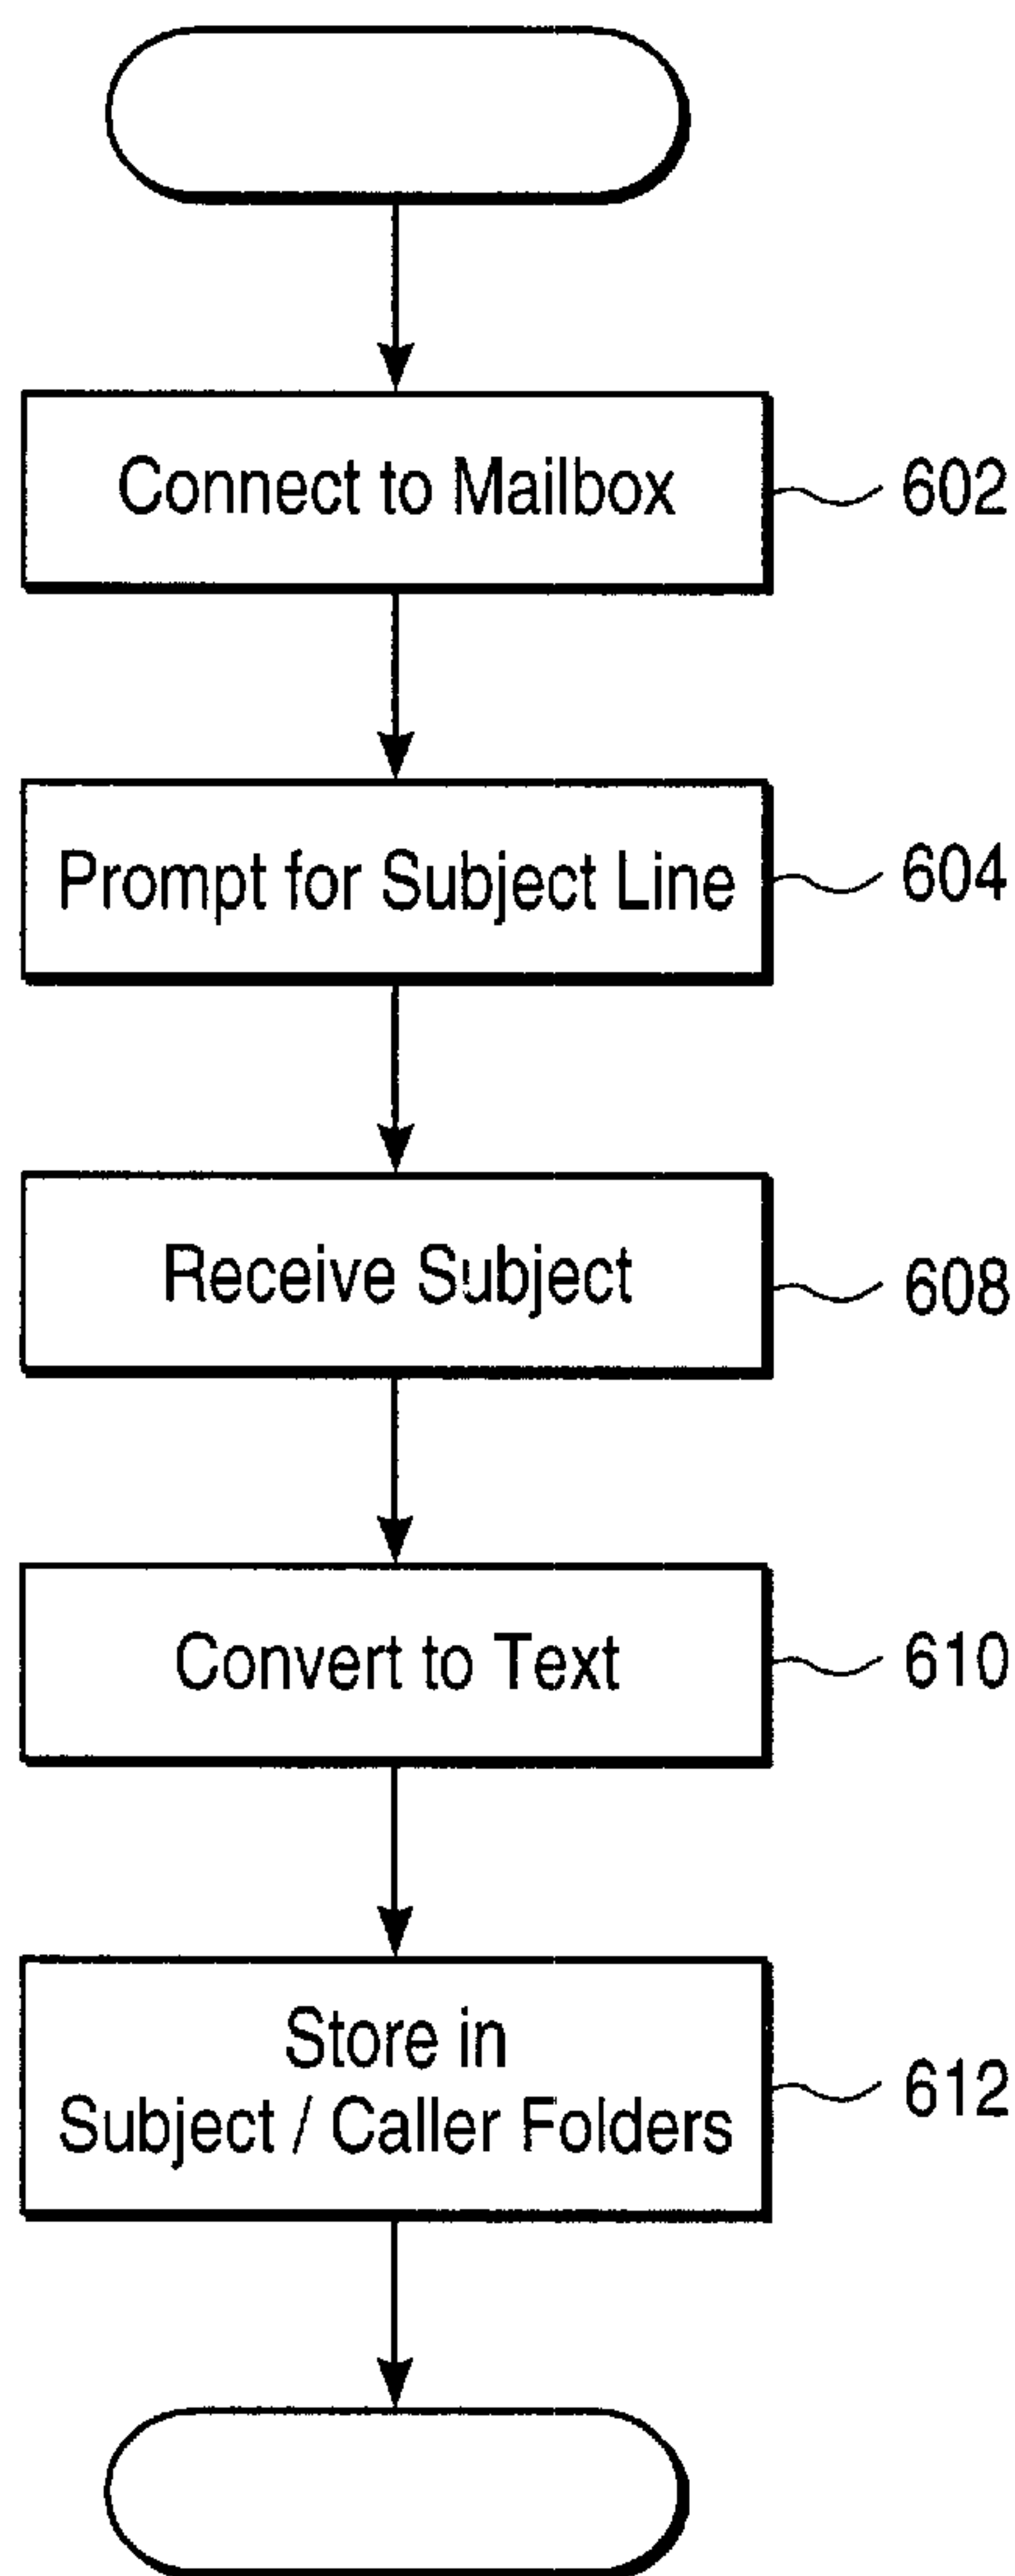 Connect to Mailbox
602
Prompt for Subject Line
604
Receive Subject
608
Convert to Text
610
Store in
Subject / Caller Folders
612